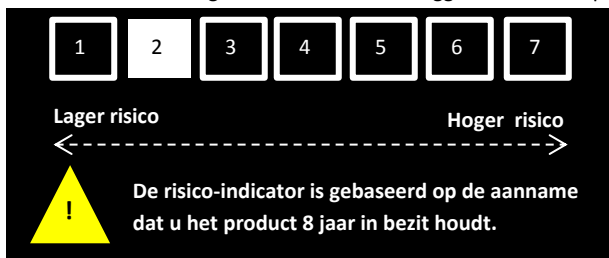 1 2 3 4 5 6 7
Lager risico Hoger risico
!
De risico-indicator is gebaseerd op de aanname
dat u het product 8 jaar in bezit houdt.